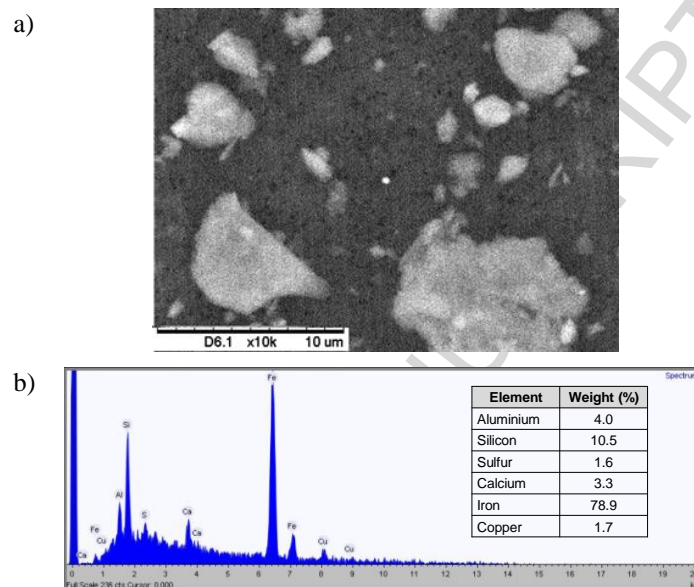 a)
D6.1 x10k 10 um
b)
Spectrum
Fe
Si
Al
S
Ca
Ca
Fe
Cu
Ca
Fe
Cu
Cu
Element Weight (%)
Aluminium 4.0
Silicon 10.5
Sulfur 1.6
Calcium 3.3
Iron 78.9
Copper 1.7
0 1 2 3 4 5 6 7 8 9 10 11 12 13 14 15 16 17 18 19
Full Scale 236 cts Cursor: 0.000